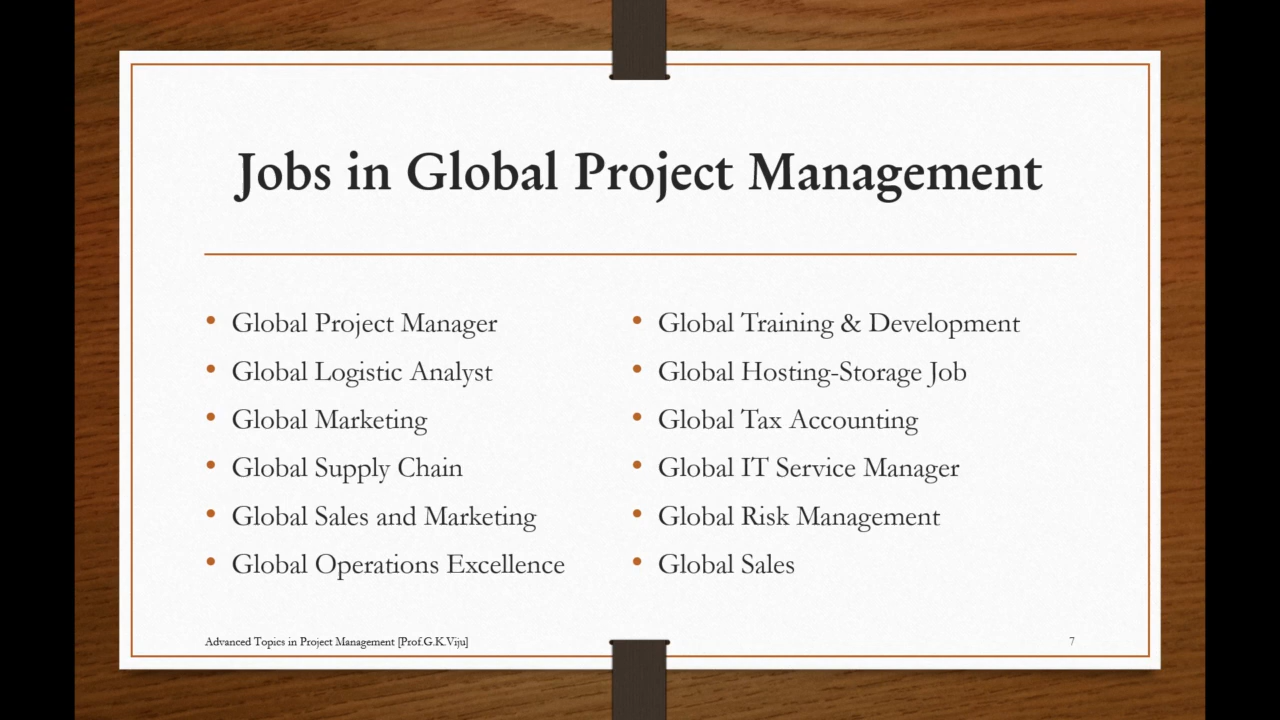 Jobs in Global Project Management
• Global Project Manager
• Global Logistic Analyst
• Global Marketing
• Global Supply Chain
• Global Sales and Marketing
• Global Operations Excellence
• Global Training & Development
• Global Hosting-Storage Job
• Global Tax Accounting
• Global IT Service Manager
• Global Risk Management
• Global Sales
Advanced Topics in Project Management [Prof.G.K.Viju]
7